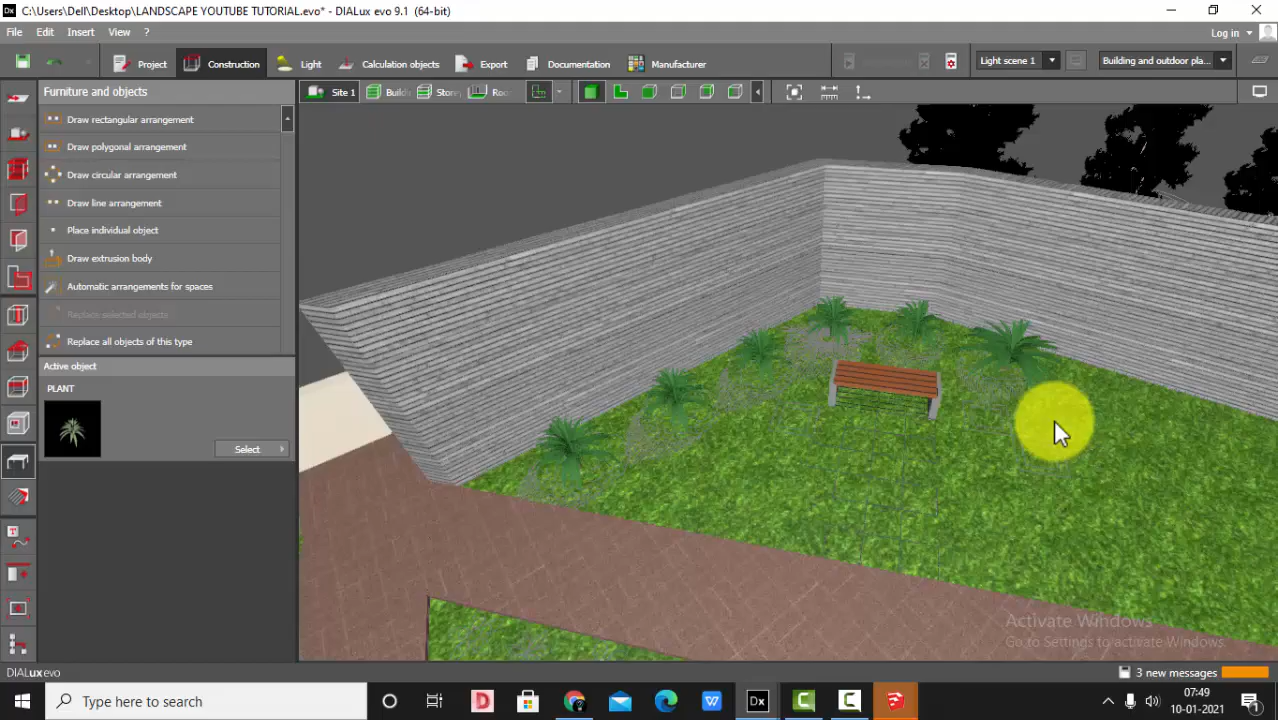 C:\Users\Dell\Desktop\LANDSCAPE YOUTUBE TUTORIAL.evo* - DIALux evo 9.1 (64-bit)
File Edit Insert View ?
Log in
Project Construction Light Calculation objects Export Documentation Manufacturer
Light scene 1
Building and outdoor pla...
Furniture and objects
Site 1
Draw rectangular arrangement
Draw polygonal arrangement
Draw circular arrangement
Draw line arrangement
Place individual object
Draw extrusion body
Automatic arrangements for spaces
Replace selected objects
Replace all objects of this type
Active object
PLANT
Select
Activate Windows
Go to Settings to activate Windows.
DIALux evo
3 new messages
Type here to search
07:49
10-01-2021